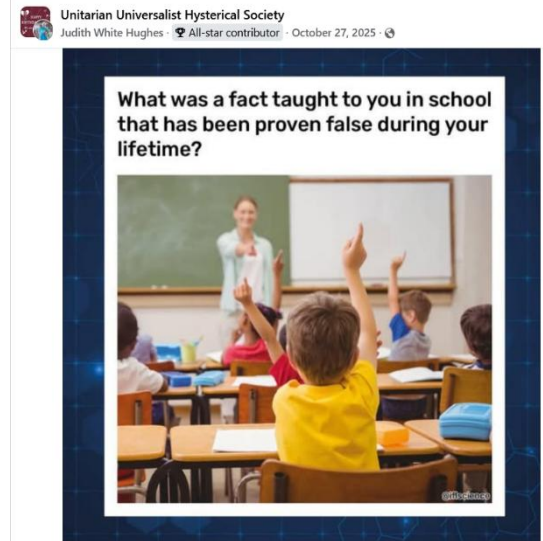 Unitarian Universalist Hysterical Society
Judith White Hughes · All-star contributor · October 27, 2025 ·
What was a fact taught to you in school
that has been proven false during your
lifetime?
@iflscience